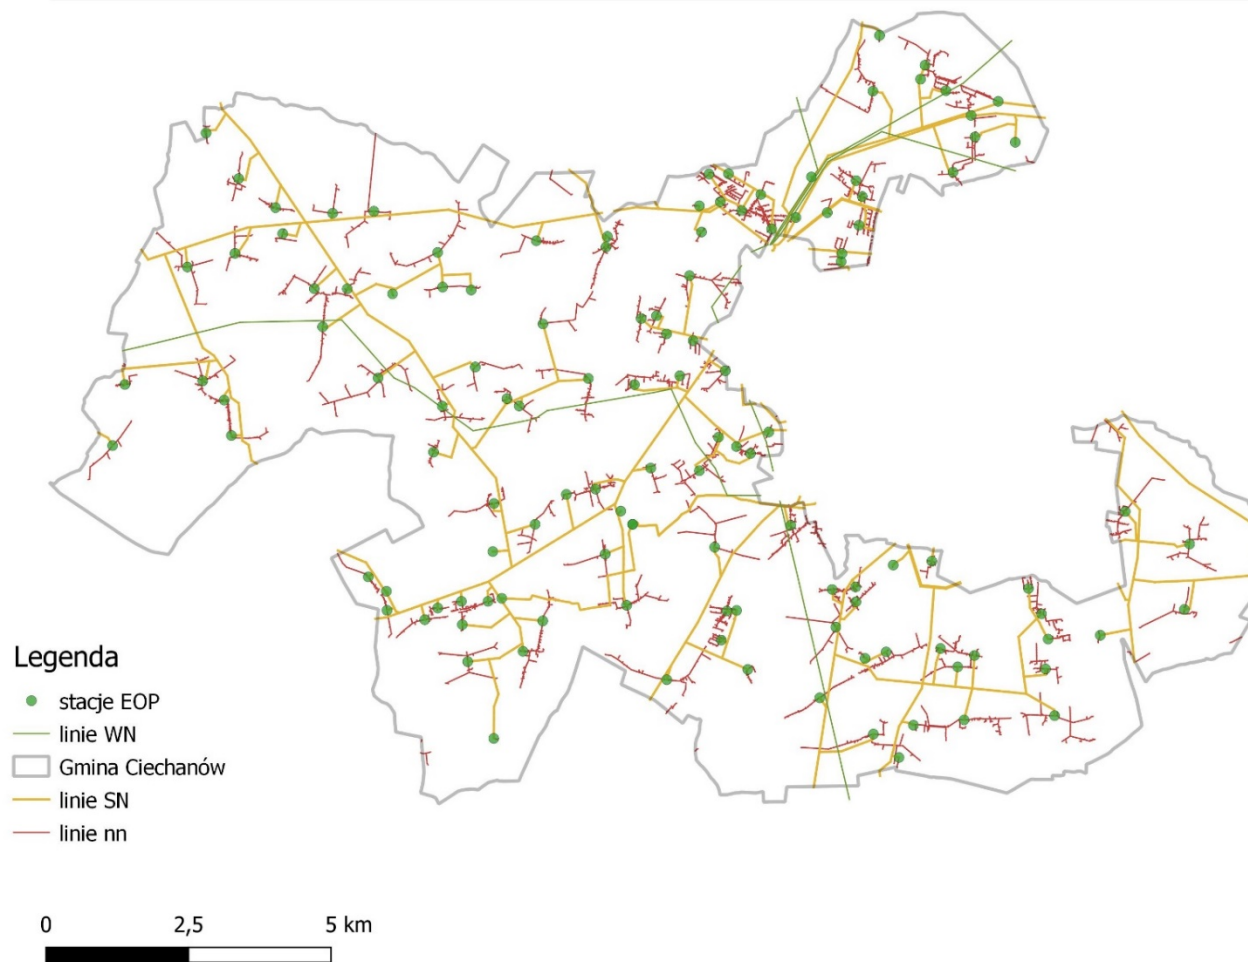 Legenda
stacje EOP
linie WN
Gmina Ciechanów
linie SN
linie nn
0 2,5 5 km